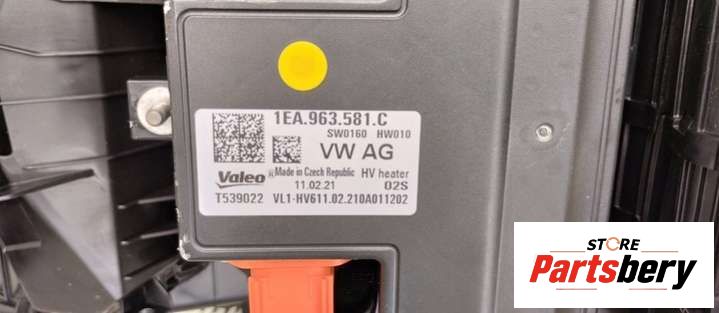 1EA.963.581.C
SW0160 HW010
VW AG
Valeo ® Made in Czech Republic HV heater
11.02.21 02S
T539022 VL1-HV611.02.210A011202
STORE
Partsbery